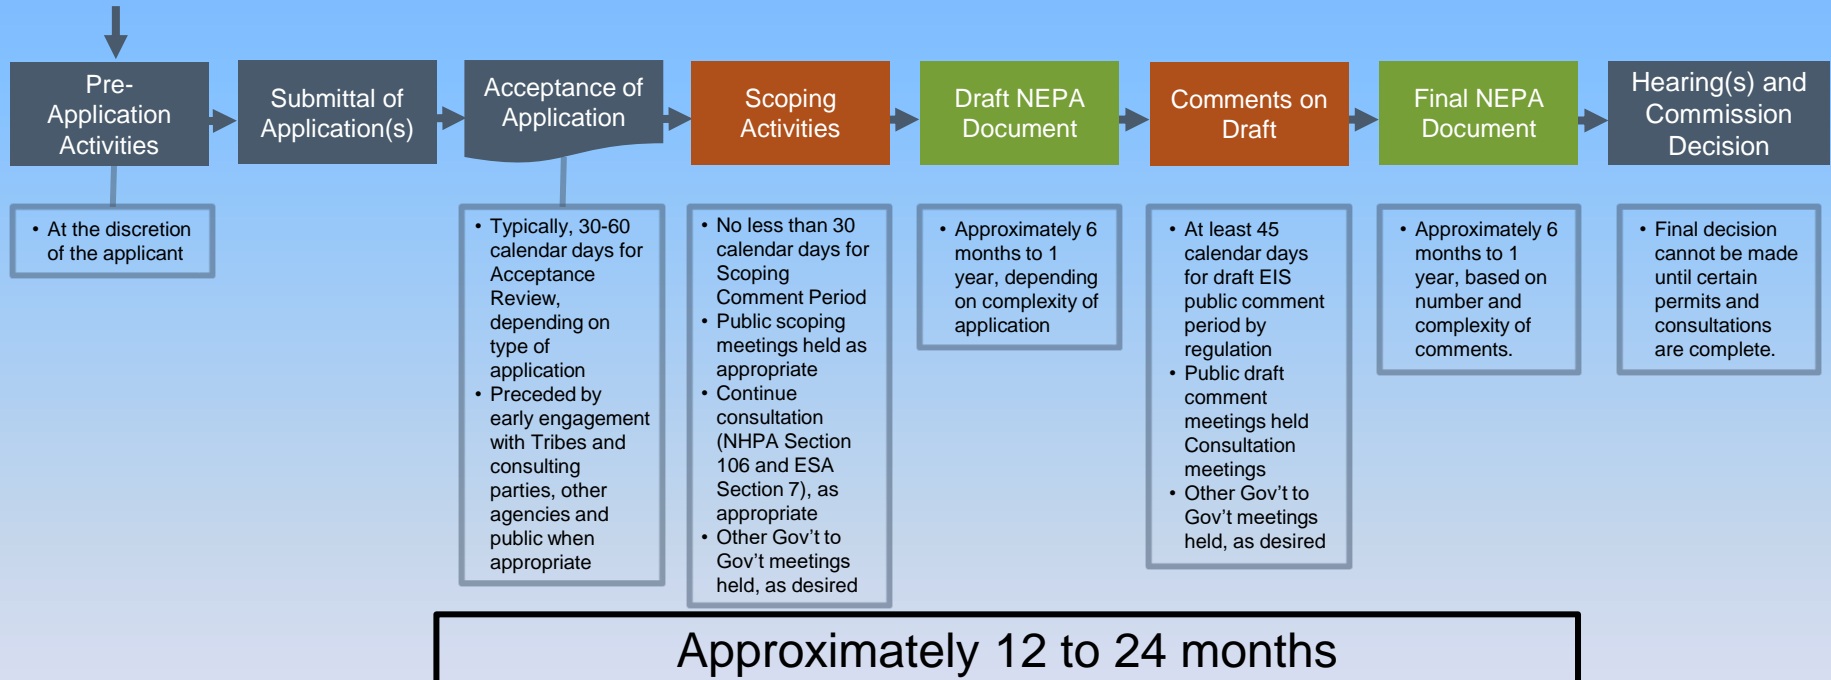 Pre-
Application
Activities
Submittal of
Application(s)
Acceptance of
Application
Scoping
Activities
Draft NEPA
Document
Comments on
Draft
Final NEPA
Document
Hearing(s) and
Commission
Decision
• At the discretion
of the applicant
• Typically, 30-60
calendar days for
Acceptance
Review,
depending on
type of
application
• Preceded by
early engagement
with Tribes and
consulting
parties, other
agencies and
public when
appropriate
• No less than 30
calendar days for
Scoping
Comment Period
• Public scoping
meetings held as
appropriate
• Continue
consultation
(NHPA Section
106 and ESA
Section 7), as
appropriate
• Other Gov't to
Gov't meetings
held, as desired
• Approximately 6
months to 1
year, depending
on complexity of
application
• At least 45
calendar days
for draft EIS
public comment
period by
regulation
• Public draft
comment
meetings held
Consultation
meetings
• Other Gov't to
Gov't meetings
held, as desired
• Approximately 6
months to 1
year, based on
number and
complexity of
comments.
• Final decision
cannot be made
until certain
permits and
consultations
are complete.
Approximately 12 to 24 months